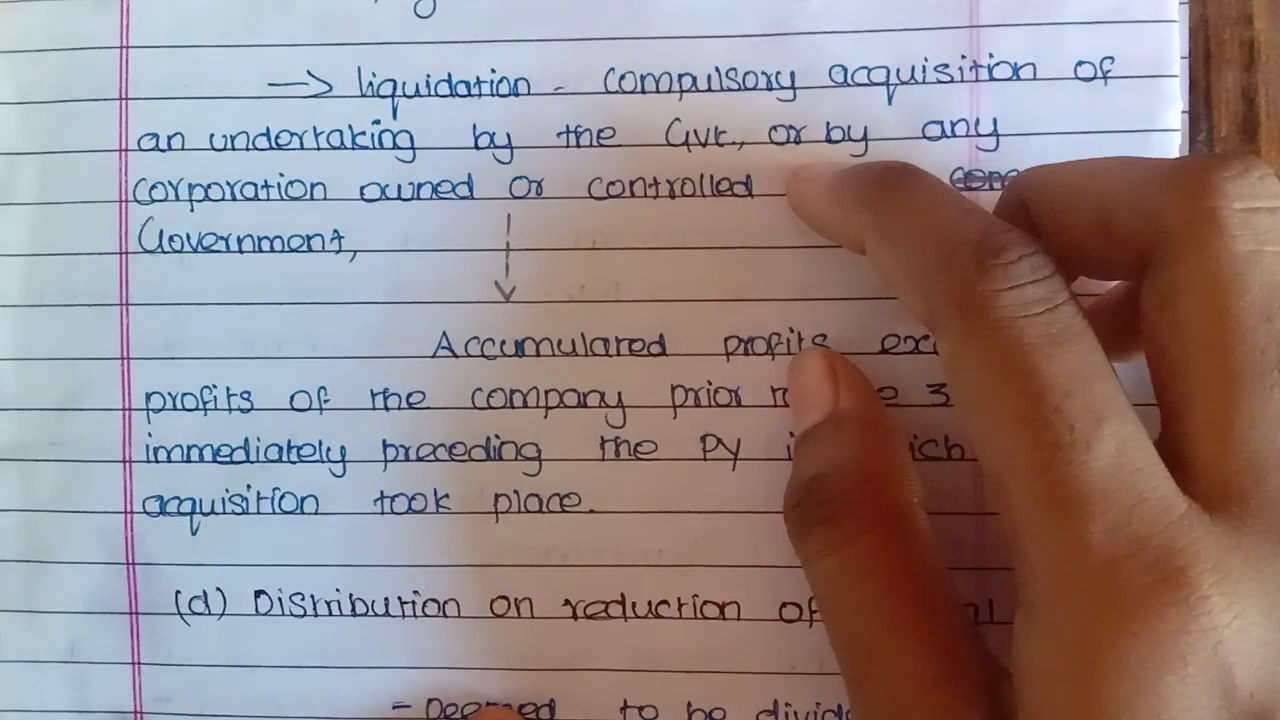 → liquidation - compulsory acquisition of
an undertaking by the Gvt., or by any
corporation owned or controlled
Government,
Accumulated profits
profits of the company prior 3
immediately preceding the PY
acquisition took place.
(d) Distribution on reduction of
- Deemed to be